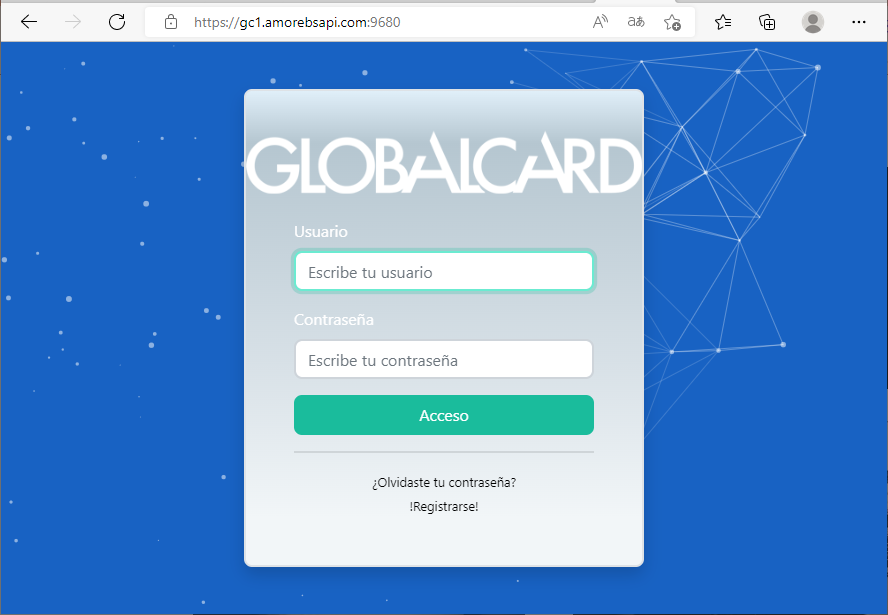 https://gc1.amorebsapi.com:9680
GLOBALCARD
Usuario
Escribe tu usuario
Contraseña
Escribe tu contraseña
Acceso
¿Olvidaste tu contraseña?
!Registrarse!